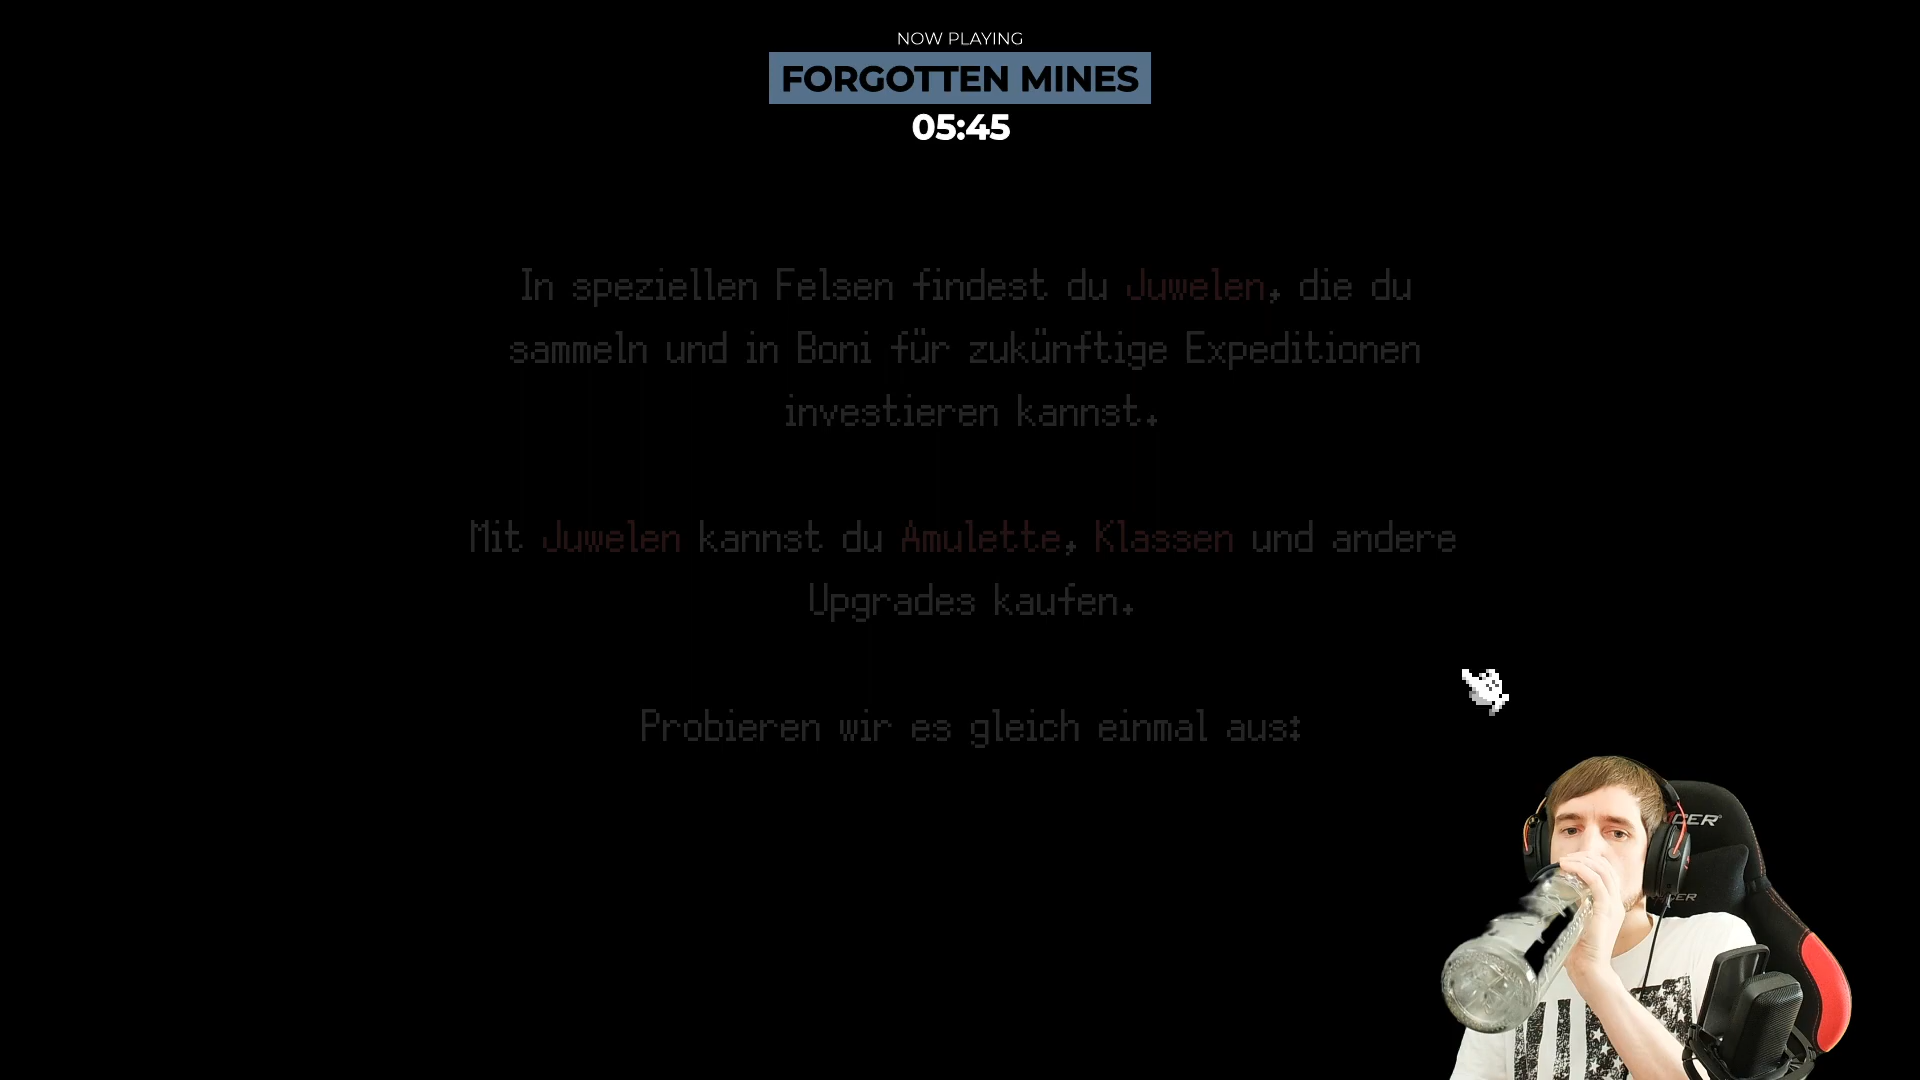 NOW PLAYING
FORGOTTEN MINES
05:45
In speziellen Felsen findest du Juwelen, die du
sammeln und in Boni für zukünftige Expeditionen
investieren kannst.
Mit Juwelen kannst du Amulette, Klassen und andere
Upgrades kaufen.
Probieren wir es gleich einmal aus: